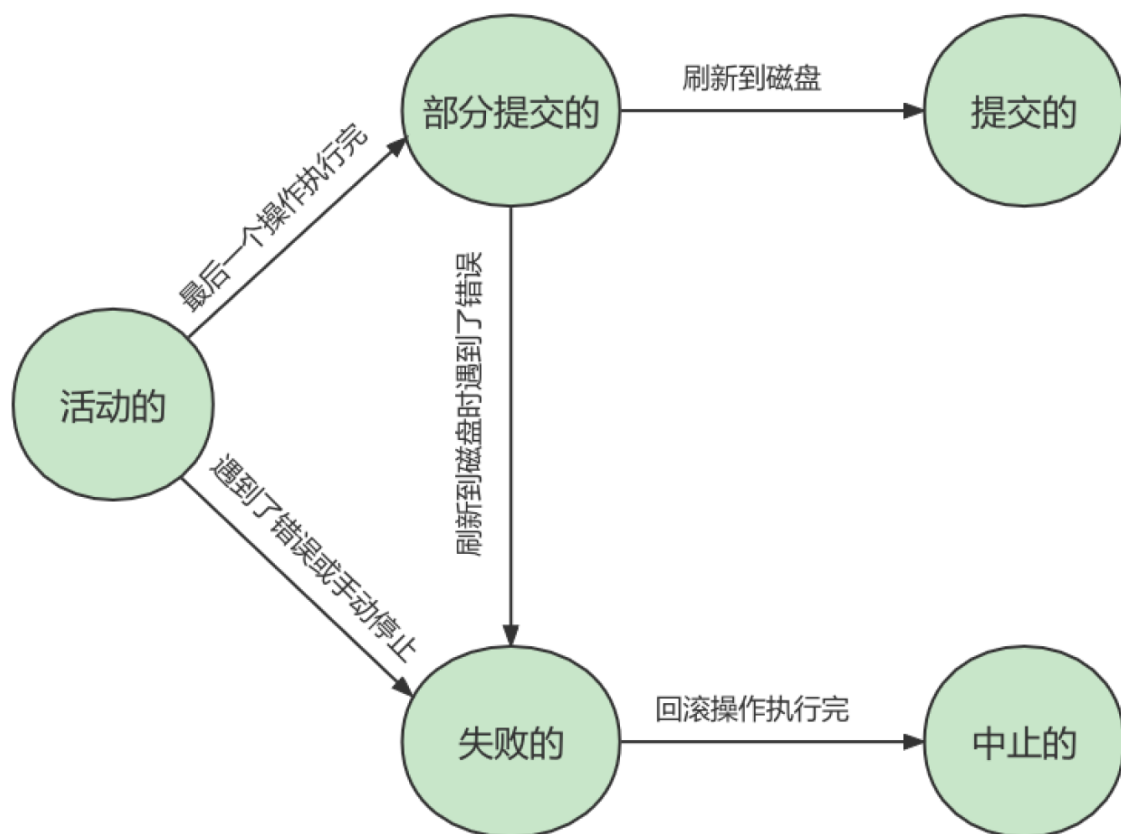 部分提交的
刷新到磁盘
提交的
最后一个操作执行完
刷新到磁盘时遇到了错误
活动的
遇到了错误或手动停止
失败的
回滚操作执行完
中止的